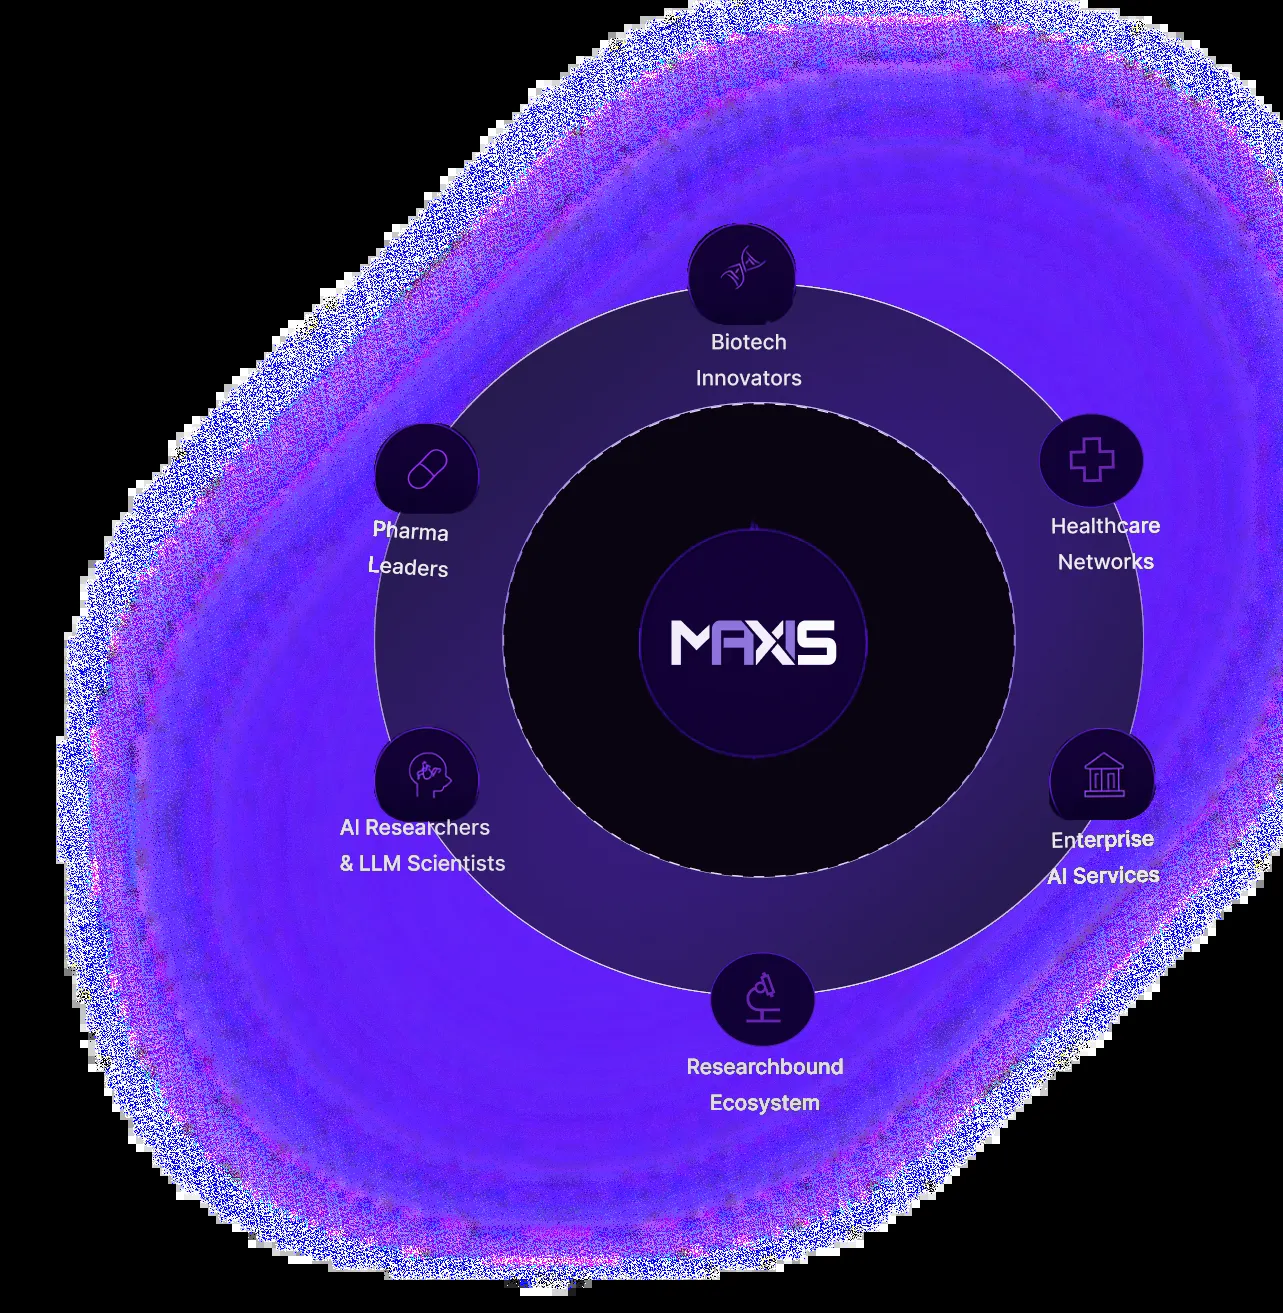 Biotech
Innovators
Pharma
Leaders
Healthcare
Networks
MAXIS
AI Researchers
& LLM Scientists
Enterprise
AI Services
Researchbound
Ecosystem